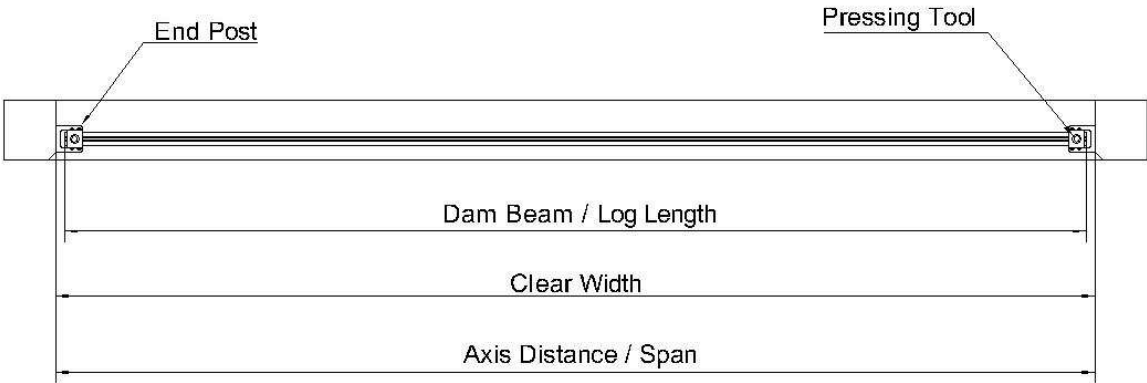 End Post
Pressing Tool
Dam Beam / Log Length
Clear Width
Axis Distance / Span